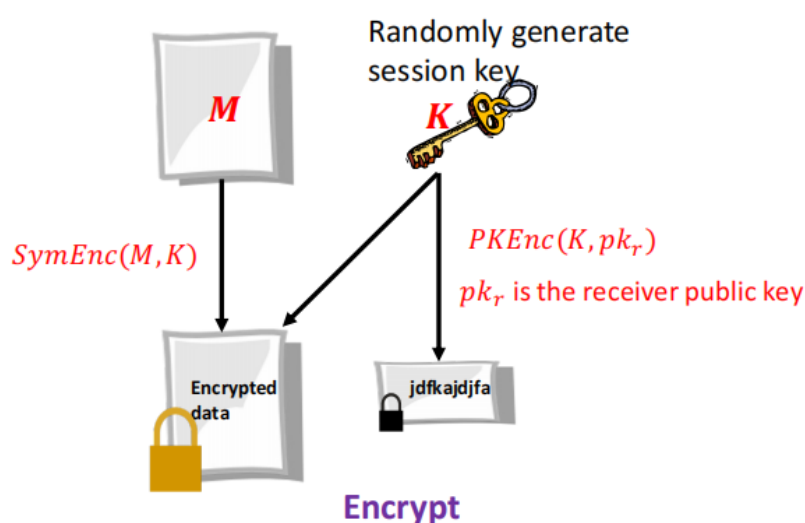 Randomly generate
session key
M
K
SymEnc(M, K)
PKEnc(K, pk_r)
pk_r is the receiver public key
Encrypted
data
jdfkajdjfa
Encrypt